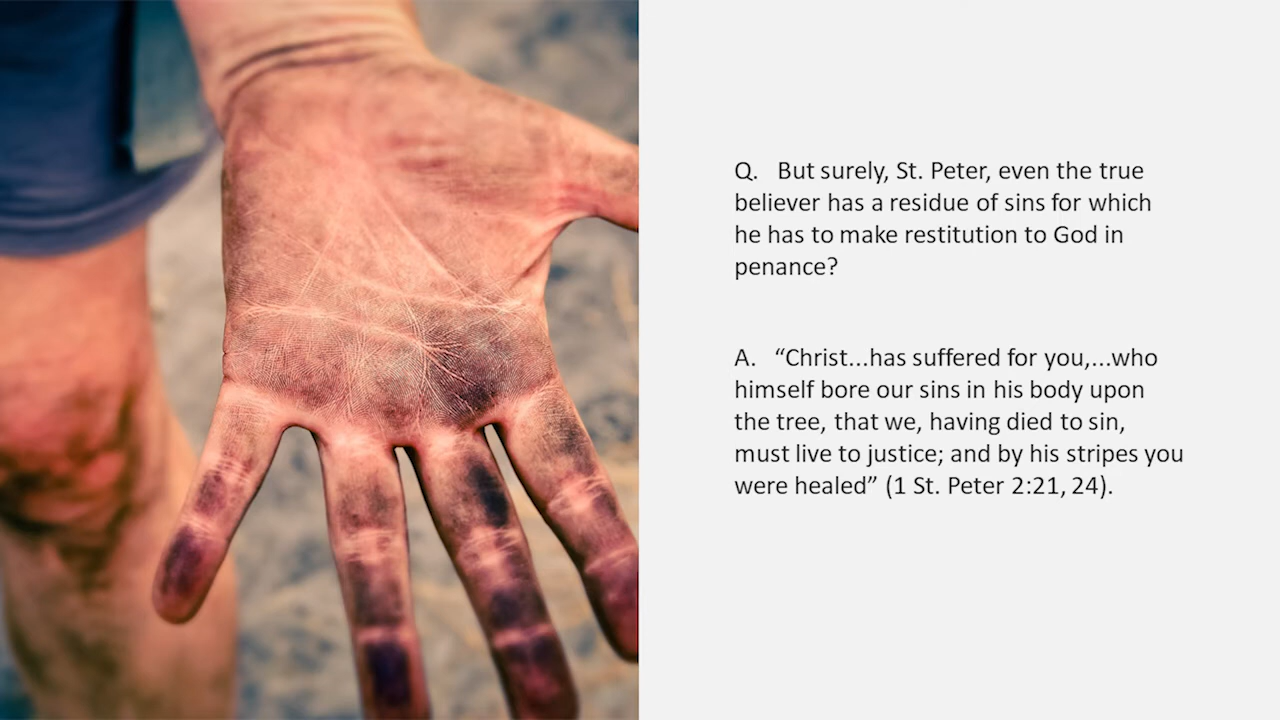 Q.   But surely, St. Peter, even the true
believer has a residue of sins for which
he has to make restitution to God in
penance?
A.   “Christ...has suffered for you,...who
himself bore our sins in his body upon
the tree, that we, having died to sin,
must live to justice; and by his stripes you
were healed” (1 St. Peter 2:21, 24).